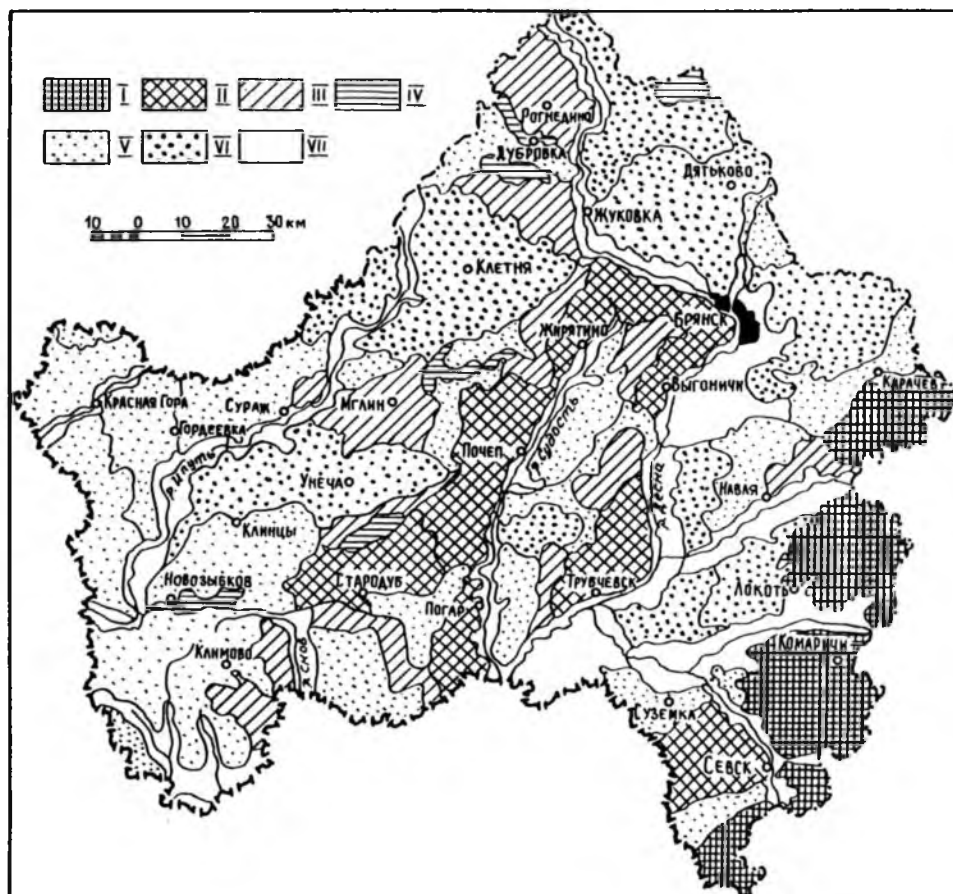 I II III IV
V VI VII
10 0 10 20 30 км
Рогнедино
Дубровка
Дятьково
Жуковка
Клетня
Брянск
Жирятино
Выгоничи
Карачев
Красная Гора
Сураж
Мглин
Гордеевка
Почеп
р. Судость
р. Ипуть
Унеча
р. Десна
Навля
Клинцы
Новозыбков
Стародуб
Трубчевск
Локоть
Погар
Климово
р. Снов
Комаричи
Суземка
Севск